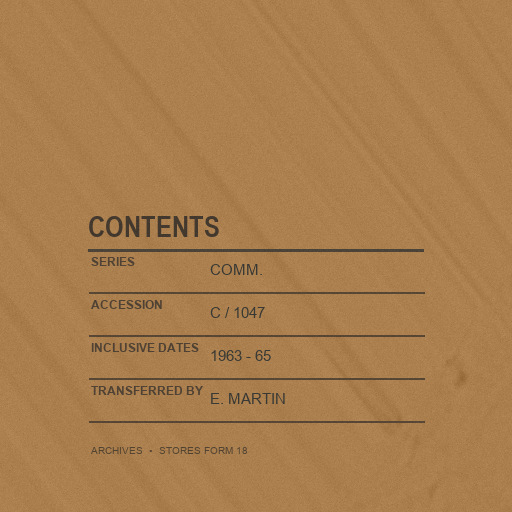 CONTENTS
SERIES COMM.
ACCESSION C / 1047
INCLUSIVE DATES 1963 - 65
TRANSFERRED BY E. MARTIN
ARCHIVES - STORES FORM 18